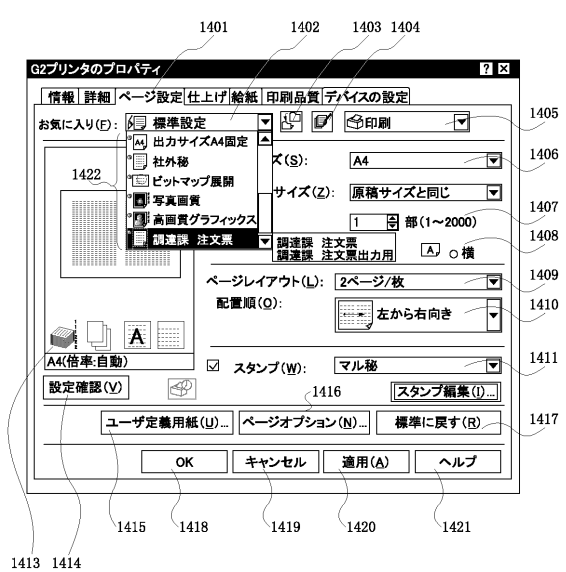 1401
1402
1403
1404
G2プリンタのプロパティ
情報 詳細 ページ設定 仕上げ 給紙 印刷品質 デバイスの設定
お気に入り(F): 標準設定
印刷
1405
出力サイズA4固定
社外秘
ビットマップ展開
写真画質
高画質グラフィックス
調達課 注文票
1422
ズ(S): A4
1406
サイズ(Z): 原稿サイズと同じ
1 部(1~2000)
1407
調達課 注文票
調達課 注文票出力用
A 横
1408
ページレイアウト(L): 2ページ/枚
1409
配置順(O): 左から右向き
1410
A
A4(倍率:自動)
スタンプ(W): マル秘
1411
設定確認(V)
1416
スタンプ編集(I)...
ユーザ定義用紙(U)... ページオプション(N)... 標準に戻す(R)
1417
OK キャンセル 適用(A) ヘルプ
1415
1418
1419
1420
1421
1413
1414